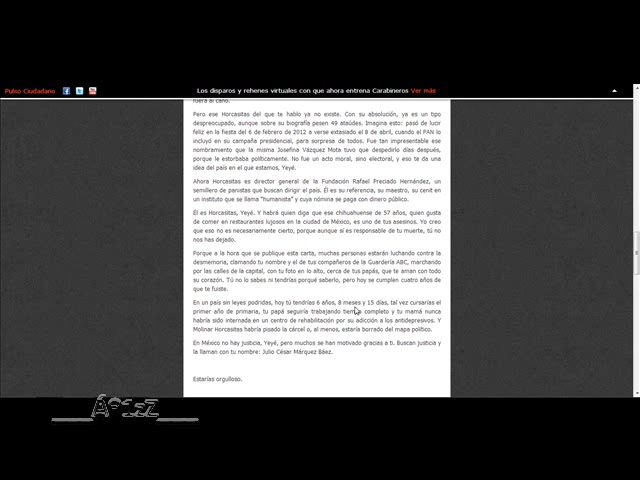 Pulso Ciudadano
Los disparos y rehenes virtuales con que ahora entrena Carabineros Ver más
fuera al caño.
Pero ese Horcasitas del que te hablo ya no existe. Con su absolución, ya es un tipo
despreocupado, aunque sobre su biografía pesen 49 ataúdes. Imagina esto: pasó de lucir
feliz en la fiesta del 6 de febrero de 2012 a verse extasiado el 8 de abril, cuando el PAN lo
incluyó en su campaña presidencial, para sorpresa de todos. Fue tan impresentable ese
nombramiento que la misma Josefina Vázquez Mota tuvo que despedirlo días después,
porque le estorbaba políticamente. No fue un acto moral, sino electoral, y eso te da una
idea del país en el que estamos, Yeyé.
Ahora Horcasitas es director general de la Fundación Rafael Preciado Hernández, un
semillero de panistas que buscan dirigir el país. Él es su referencia, su maestro, su cenit en
un instituto que se llama "humanista" y cuya nómina se paga con dinero público.
Él es Horcasitas, Yeyé. Y habrá quien diga que ese chihuahuense de 57 años, quien gusta
de comer en restaurantes lujosos en la ciudad de México, es uno de tus asesinos. Yo creo
que eso no es necesariamente cierto, porque aunque sí es responsable de tu muerte, tú no
nos has dejado.
Porque a la hora que se publique esta carta, muchas personas estarán luchando contra la
desmemoria, clamando tu nombre y el de tus compañeros de la Guardería ABC, marchando
por las calles de la capital, con tu foto en lo alto, cerca de tus papás, que te aman con todo
su corazón. Tú no lo sabes ni tendrías porqué saberlo, pero hoy se cumplen cuatro años de
que te fuiste.
En un país sin leyes podridas, hoy tú tendrías 6 años, 8 meses y 15 días, tal vez cursarías el
primer año de primaria, tu papá seguiría trabajando tiempo completo y tu mamá nunca
habría sido internada en un centro de rehabilitación por su adicción a los antidepresivos. Y
Molinar Horcasitas habría pisado la cárcel o, al menos, estaría borrado del mapa político.
En México no hay justicia, Yeyé, pero muchos se han motivado gracias a ti. Buscan justicia y
la llaman con tu nombre: Julio César Márquez Báez.
Estarías orgulloso.